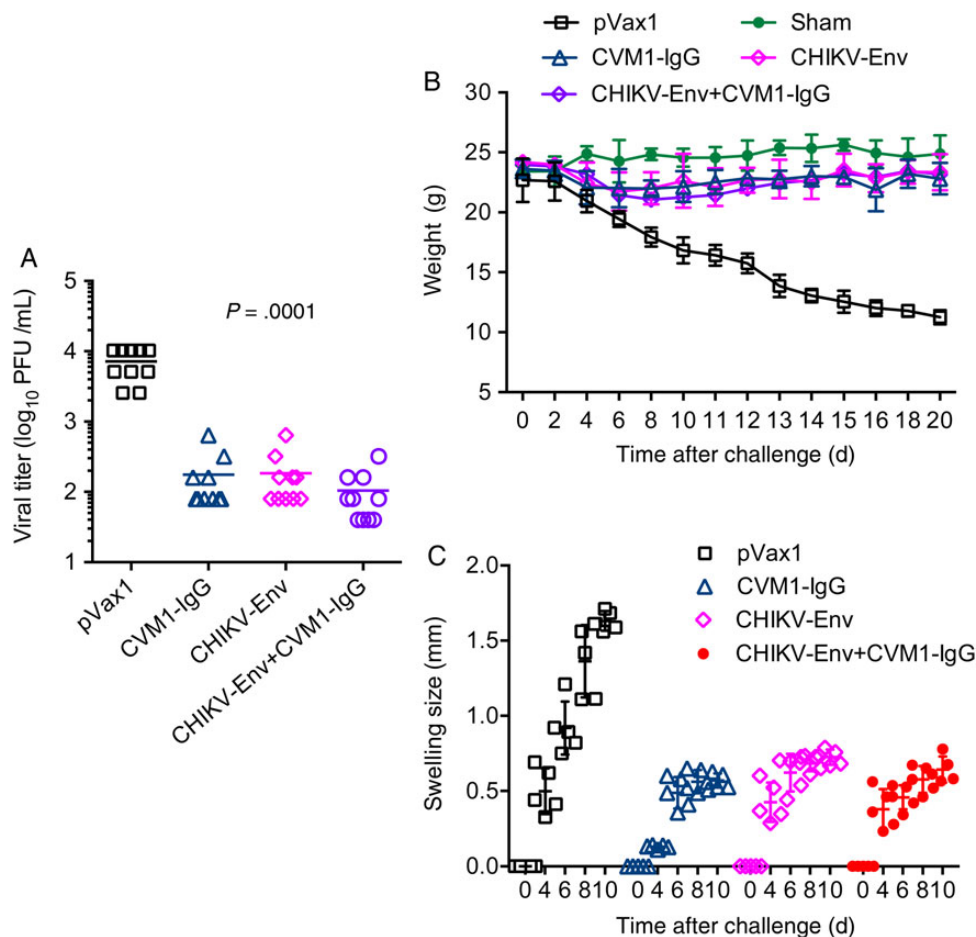 A
Viral titer (log10 PFU /mL)
5
4
3
2
1
P = .0001
pVax1
CVM1-IgG
CHIKV-Env
CHIKV-Env+CVM1-IgG
B
pVax1
Sham
CVM1-IgG
CHIKV-Env
CHIKV-Env+CVM1-IgG
Weight (g)
30
25
20
15
10
5
0 2 4 6 8 10 11 12 13 14 15 16 18 20
Time after challenge (d)
C
pVax1
CVM1-IgG
CHIKV-Env
CHIKV-Env+CVM1-IgG
Swelling size (mm)
2.0
1.5
1.0
0.5
0.0
0 4 6 8 10 0 4 6 8 10 0 4 6 8 10 0 4 6 8 10
Time after challenge (d)